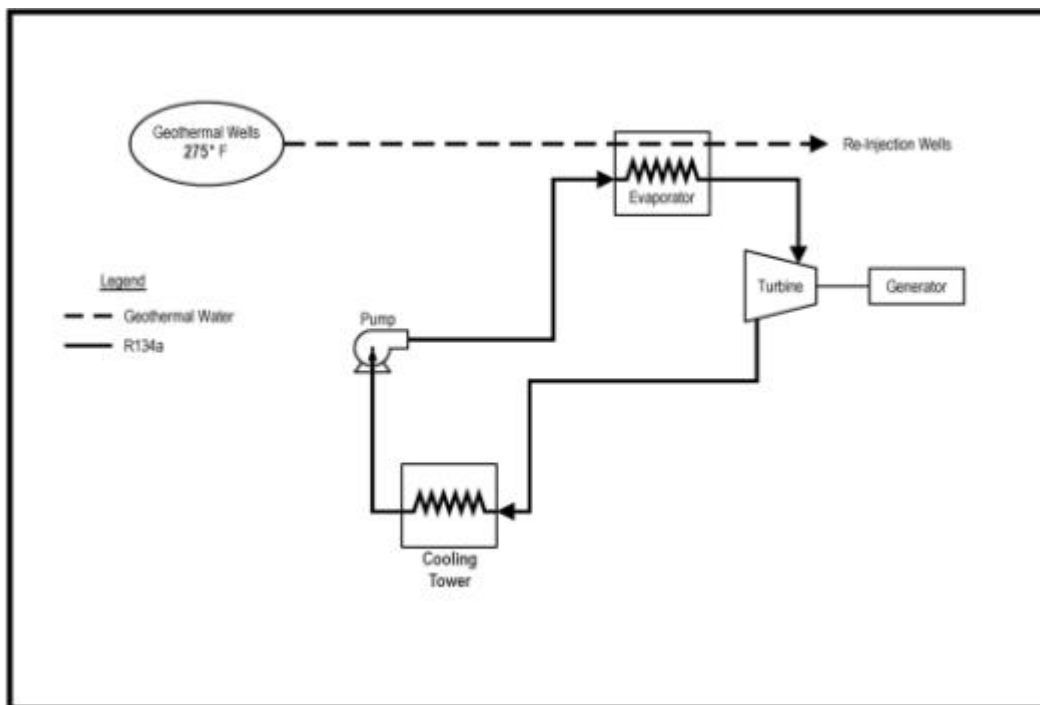 Geothermal Wells
275° F
Re-Injection Wells
Evaporator
Legend
Geothermal Water
R134a
Turbine
Generator
Pump
Cooling
Tower